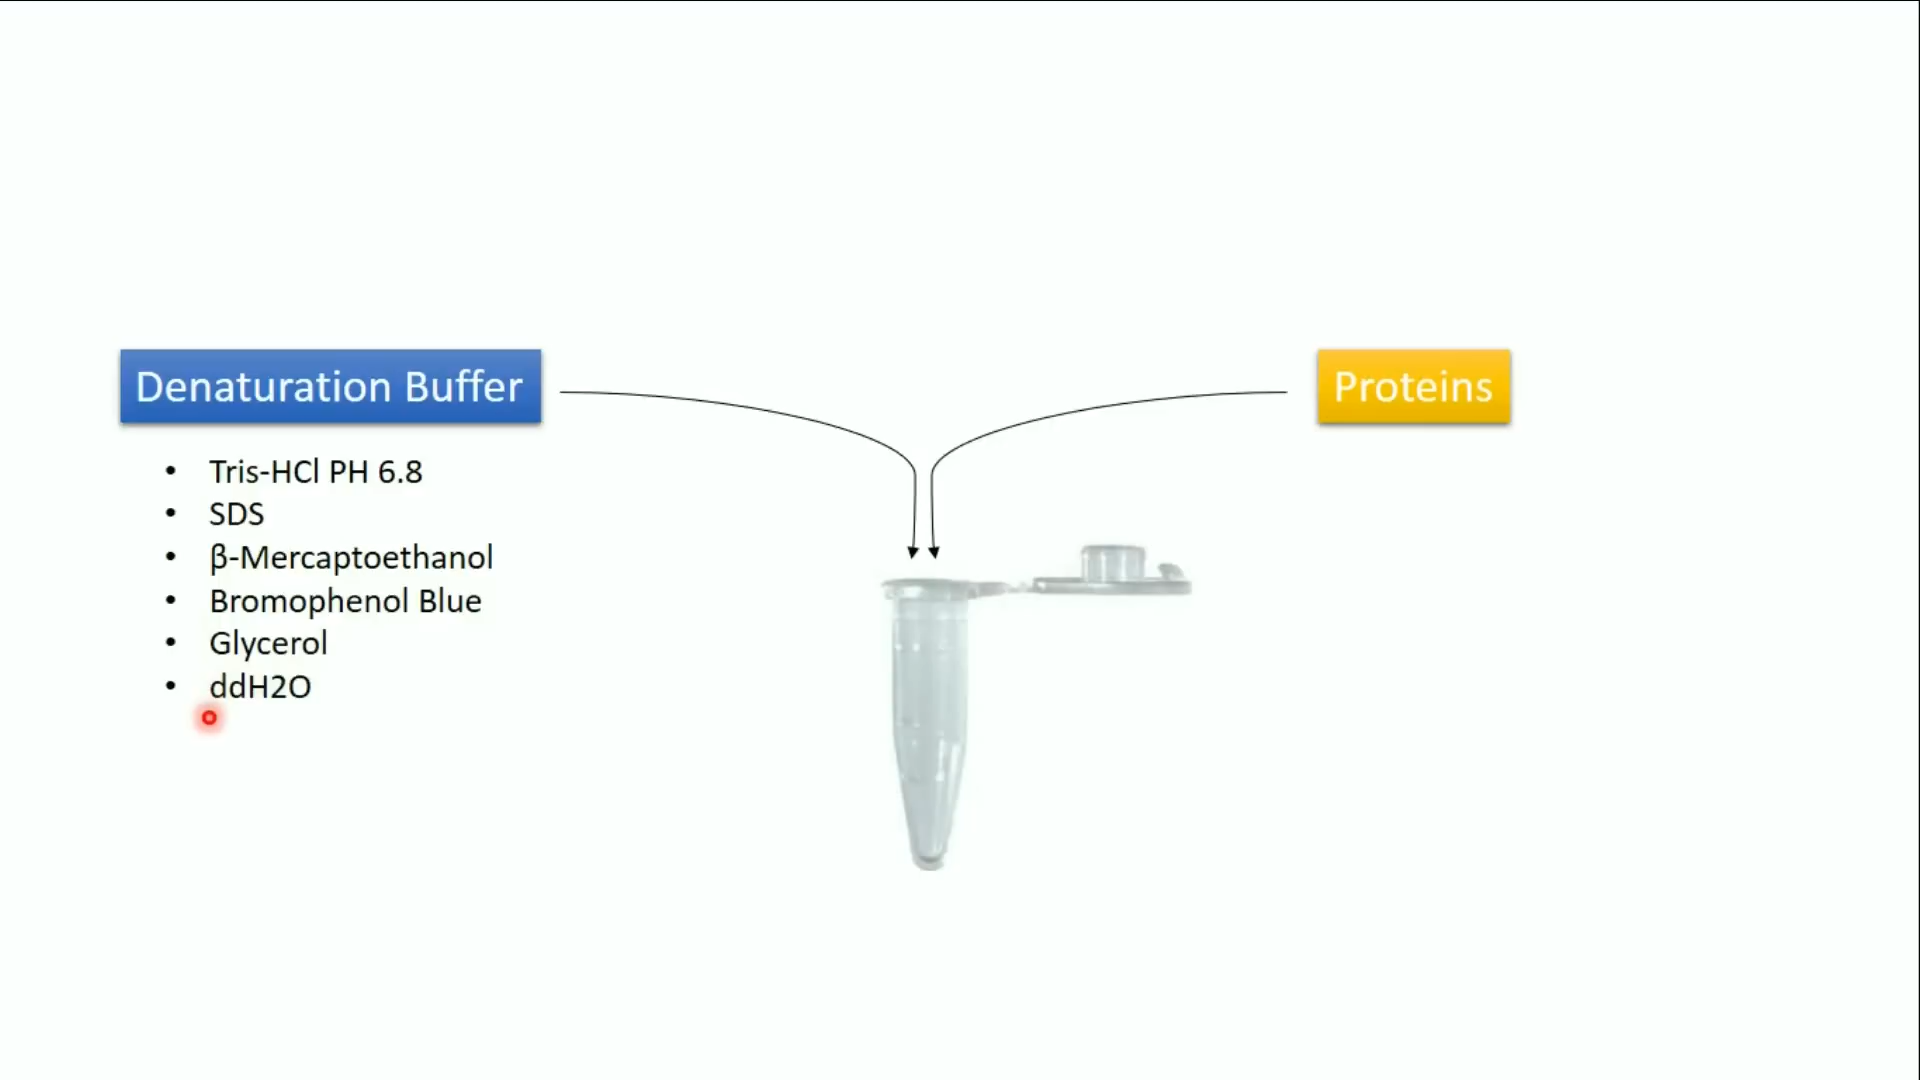 Denaturation Buffer
Proteins
• Tris-HCl PH 6.8
• SDS
• β-Mercaptoethanol
• Bromophenol Blue
• Glycerol
• ddH2O